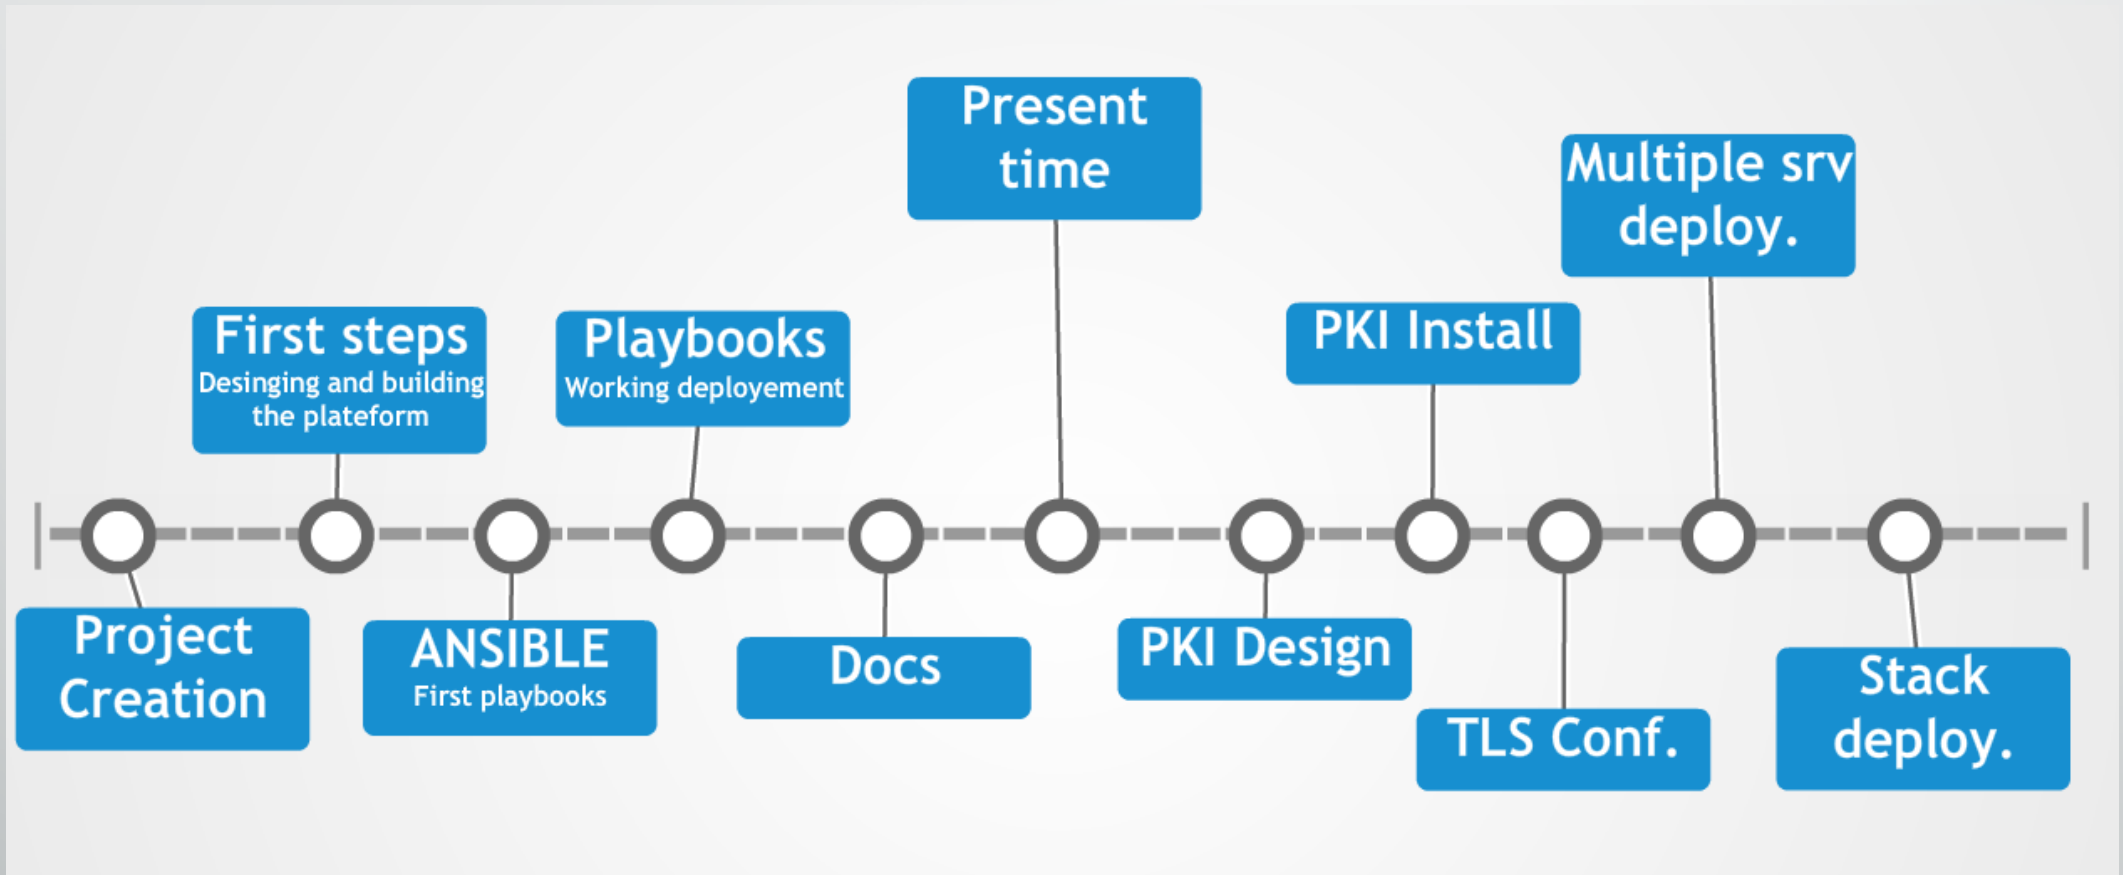 Project
Creation
First steps
Desinging and building
the plateform
ANSIBLE
First playbooks
Playbooks
Working deployement
Docs
Present
time
PKI Design
PKI Install
TLS Conf.
Multiple srv
deploy.
Stack
deploy.